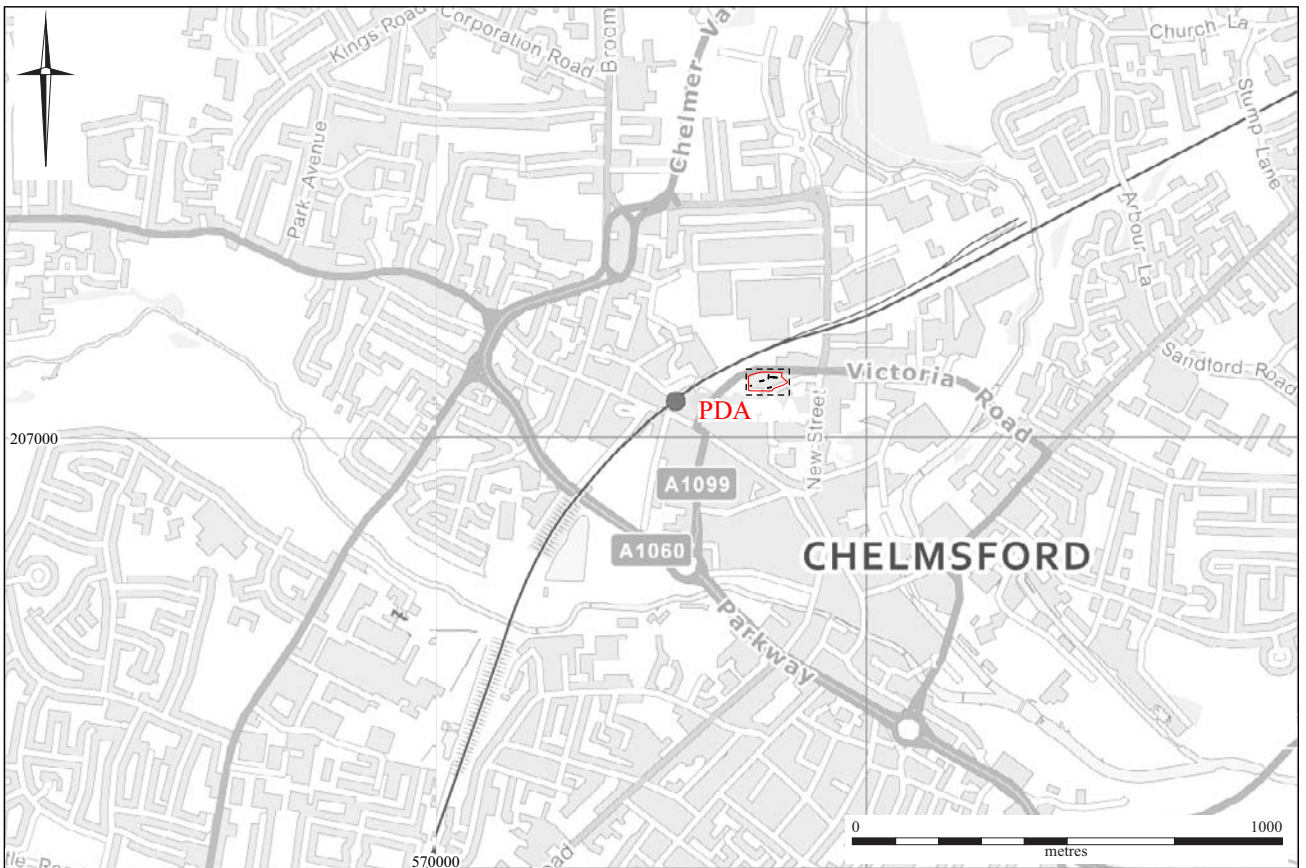 Kings Road
Corporation Road
Broom
Chelmer Va
Church La
Stump Lane
Park Avenue
Arbour La
Sandford Road
Victoria Road
PDA
New Street
207000
A1099
A1060
CHELMSFORD
Parkway
Road
0
1000
metres
570000